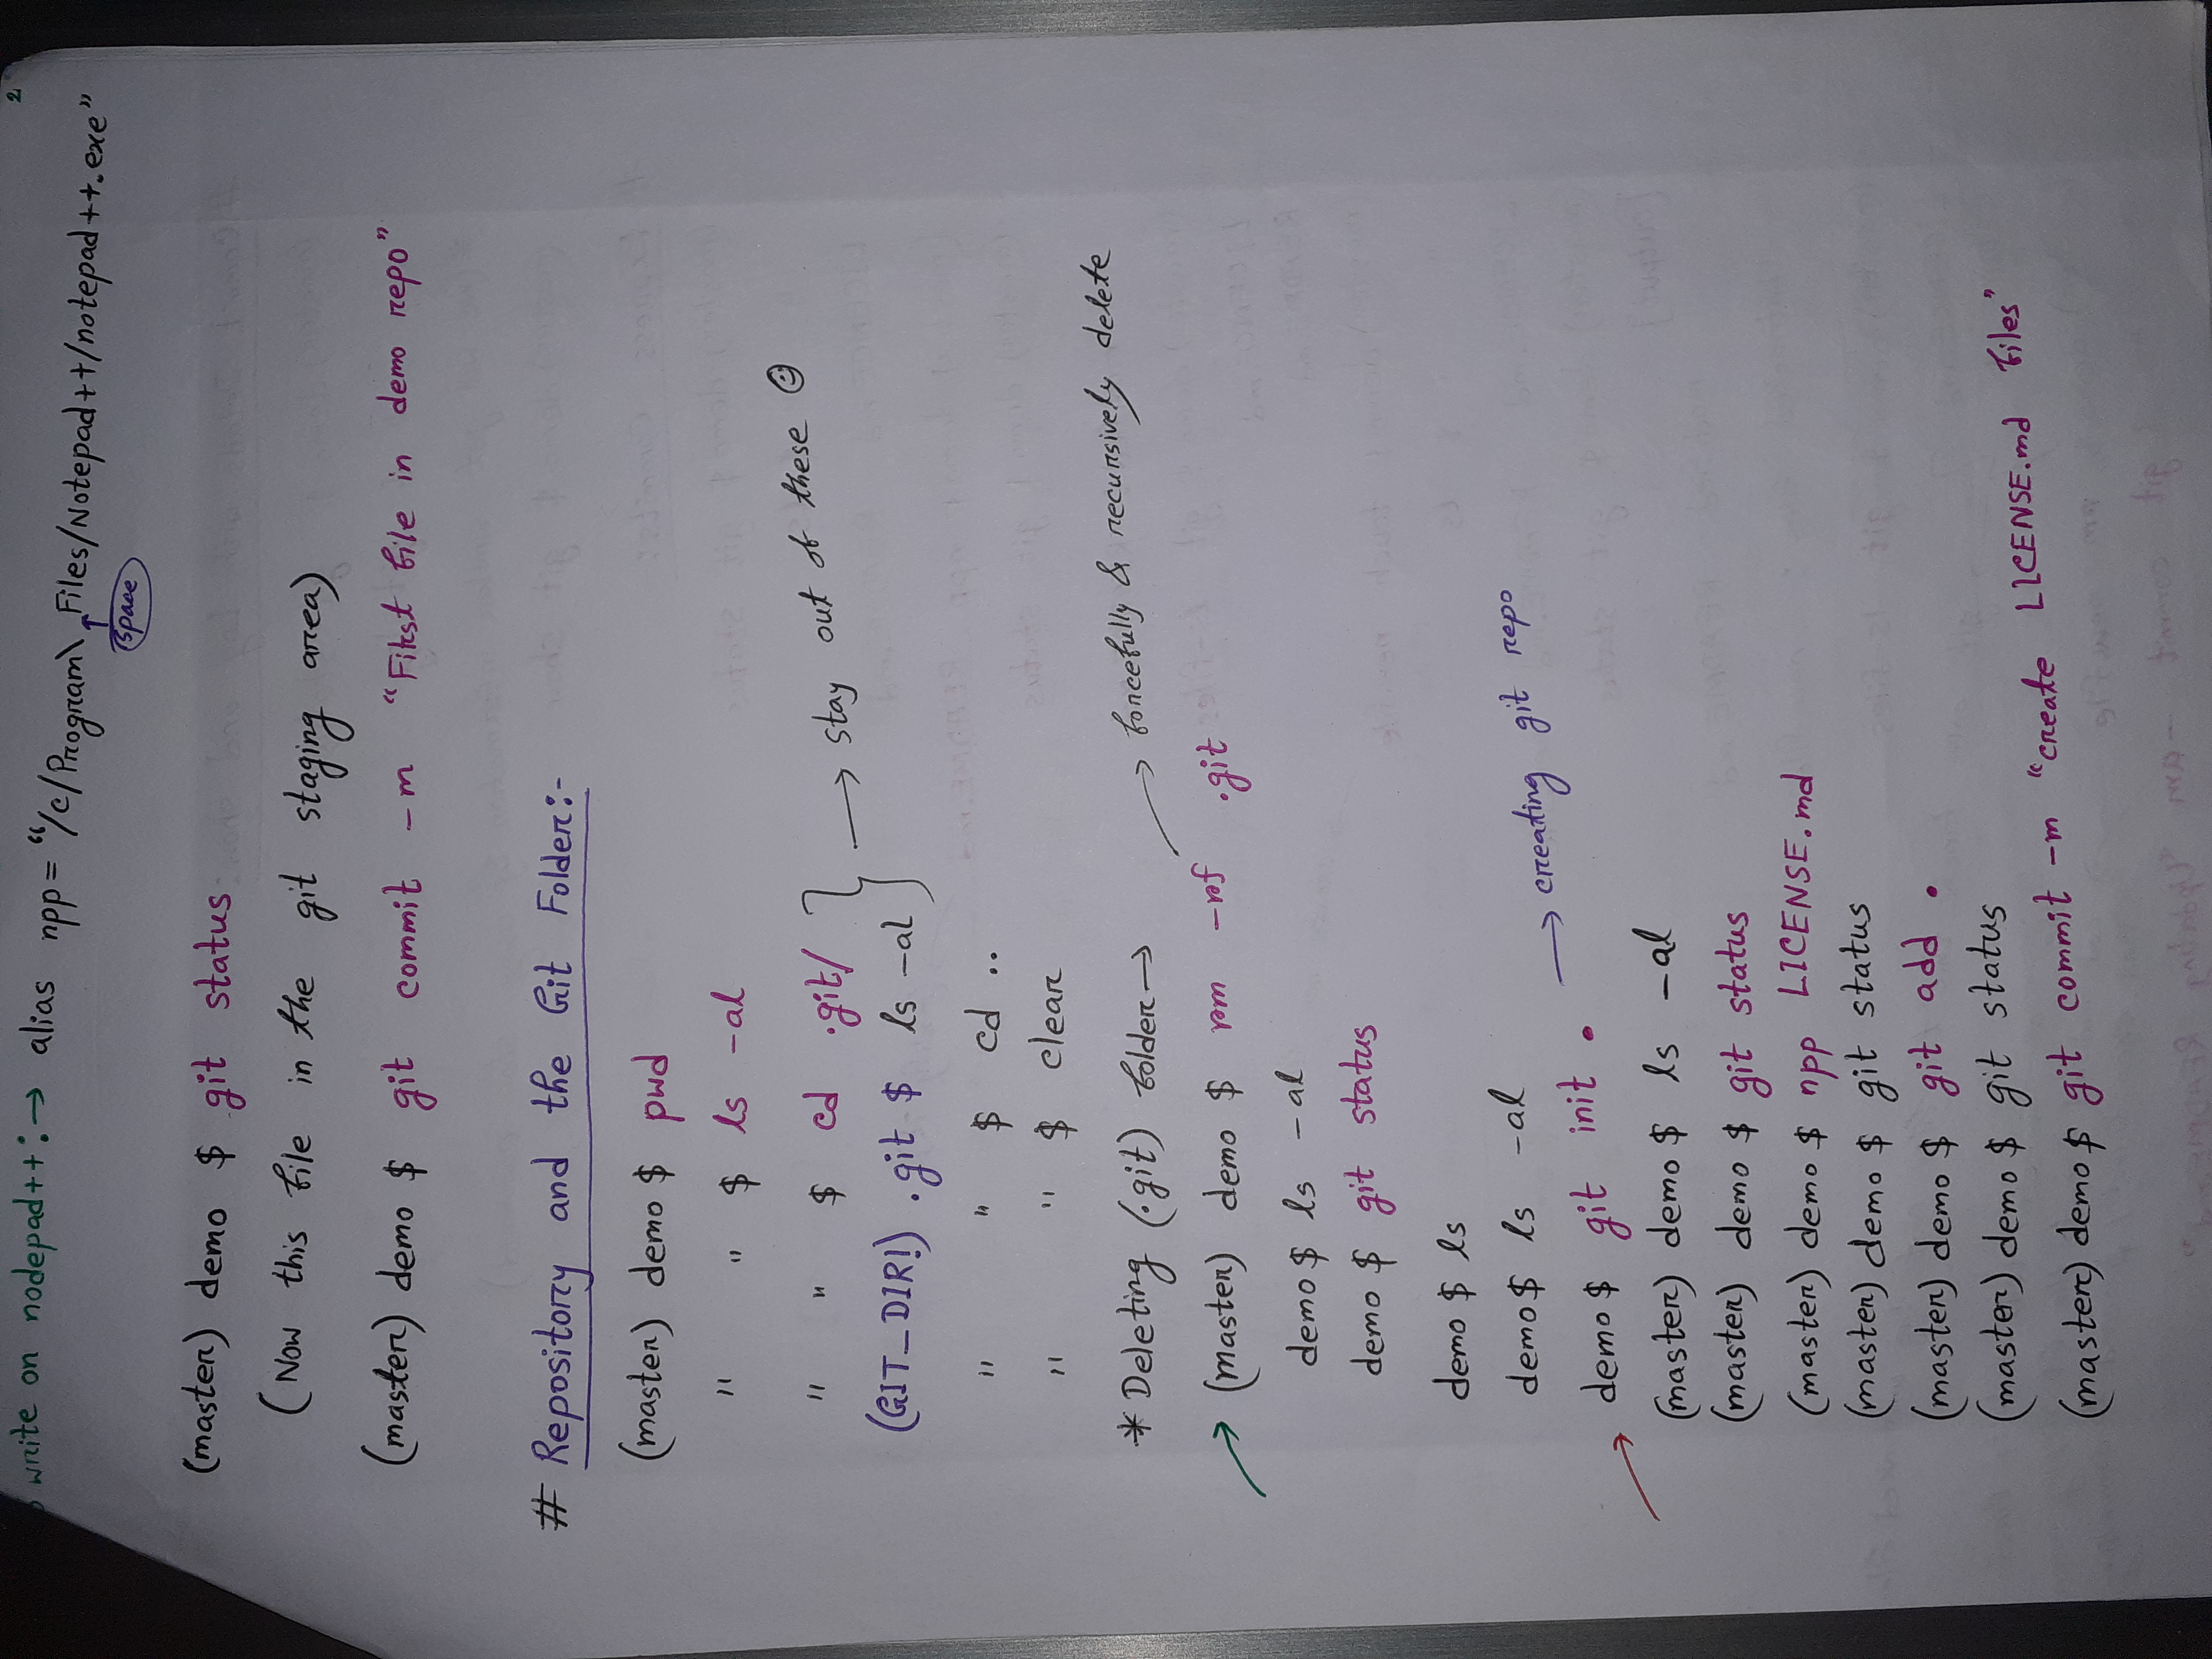 2
write on nodepad++:→ alias npp= "/c/Program\ Files/Notepad++/notepad++.exe"
Space
(master) demo $ git status
(Now this file in the git staging area)
(master) demo $ git commit -m "First file in demo repo"
# Repository and the Git Folder:-
(master) demo $ pwd
" " $ ls -al
" " $ cd .git/
→ stay out of these ☺
(GIT_DIR!) .git $ ls -al
" " $ cd ..
" " $ clear
* Deleting (.git) folder →
→ forcefully & recursively delete
→ (master) demo $ rm -rf .git
demo $ ls -al
demo $ git status
demo $ ls
demo $ ls -al
→ demo $ git init . → creating git repo
(master) demo $ ls -al
(master) demo $ git status
(master) demo $ npp LICENSE.md
(master) demo $ git status
(master) demo $ git add .
(master) demo $ git status
(master) demo $ git commit -m "create LICENSE.md files"